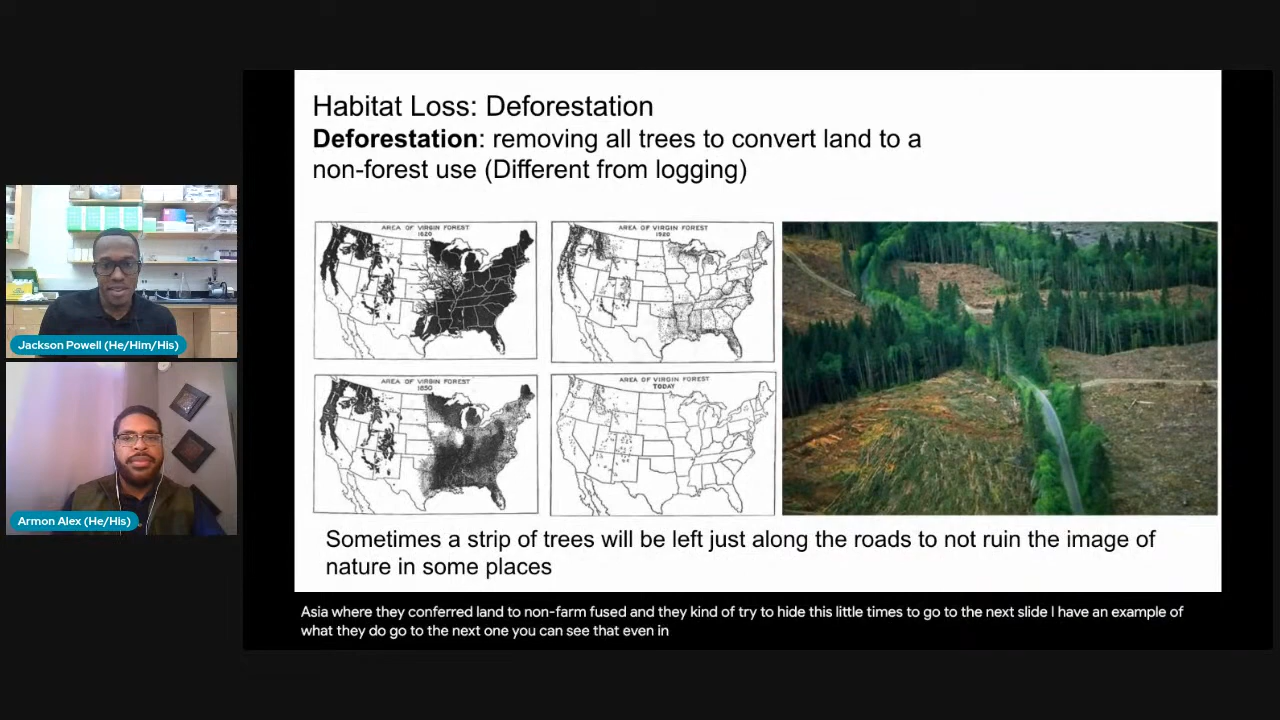 Habitat Loss: Deforestation
Deforestation: removing all trees to convert land to a
non-forest use (Different from logging)
AREA OF VIRGIN FOREST
1620
AREA OF VIRGIN FOREST
1920
AREA OF VIRGIN FOREST
1850
AREA OF VIRGIN FOREST
TODAY
Sometimes a strip of trees will be left just along the roads to not ruin the image of
nature in some places
Jackson Powell (He/Him/His)
Armon Alex (He/His)
Asia where they conferred land to non-farm fused and they kind of try to hide this little times to go to the next slide I have an example of
what they do go to the next one you can see that even in